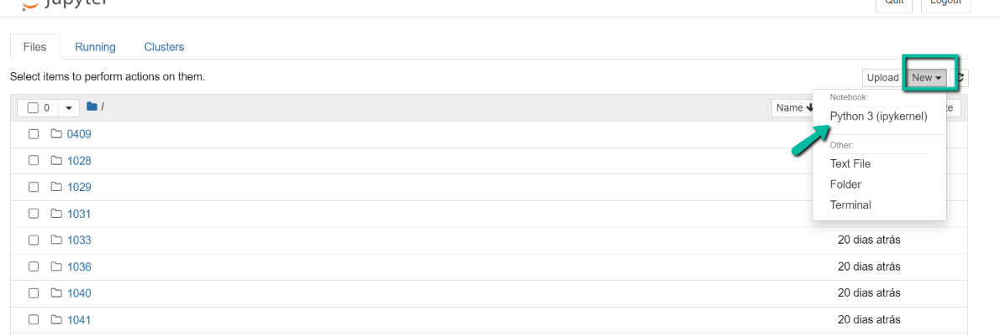 Jupyter
Quit Logout
Files Running Clusters
Select items to perform actions on them.
Upload New
0 / Name
Notebook:
Python 3 (ipykernel)
0409
Other:
1028 Text File
1029 Folder
1031 Terminal
1033 20 dias atrás
1036 20 dias atrás
1040 20 dias atrás
1041 20 dias atrás